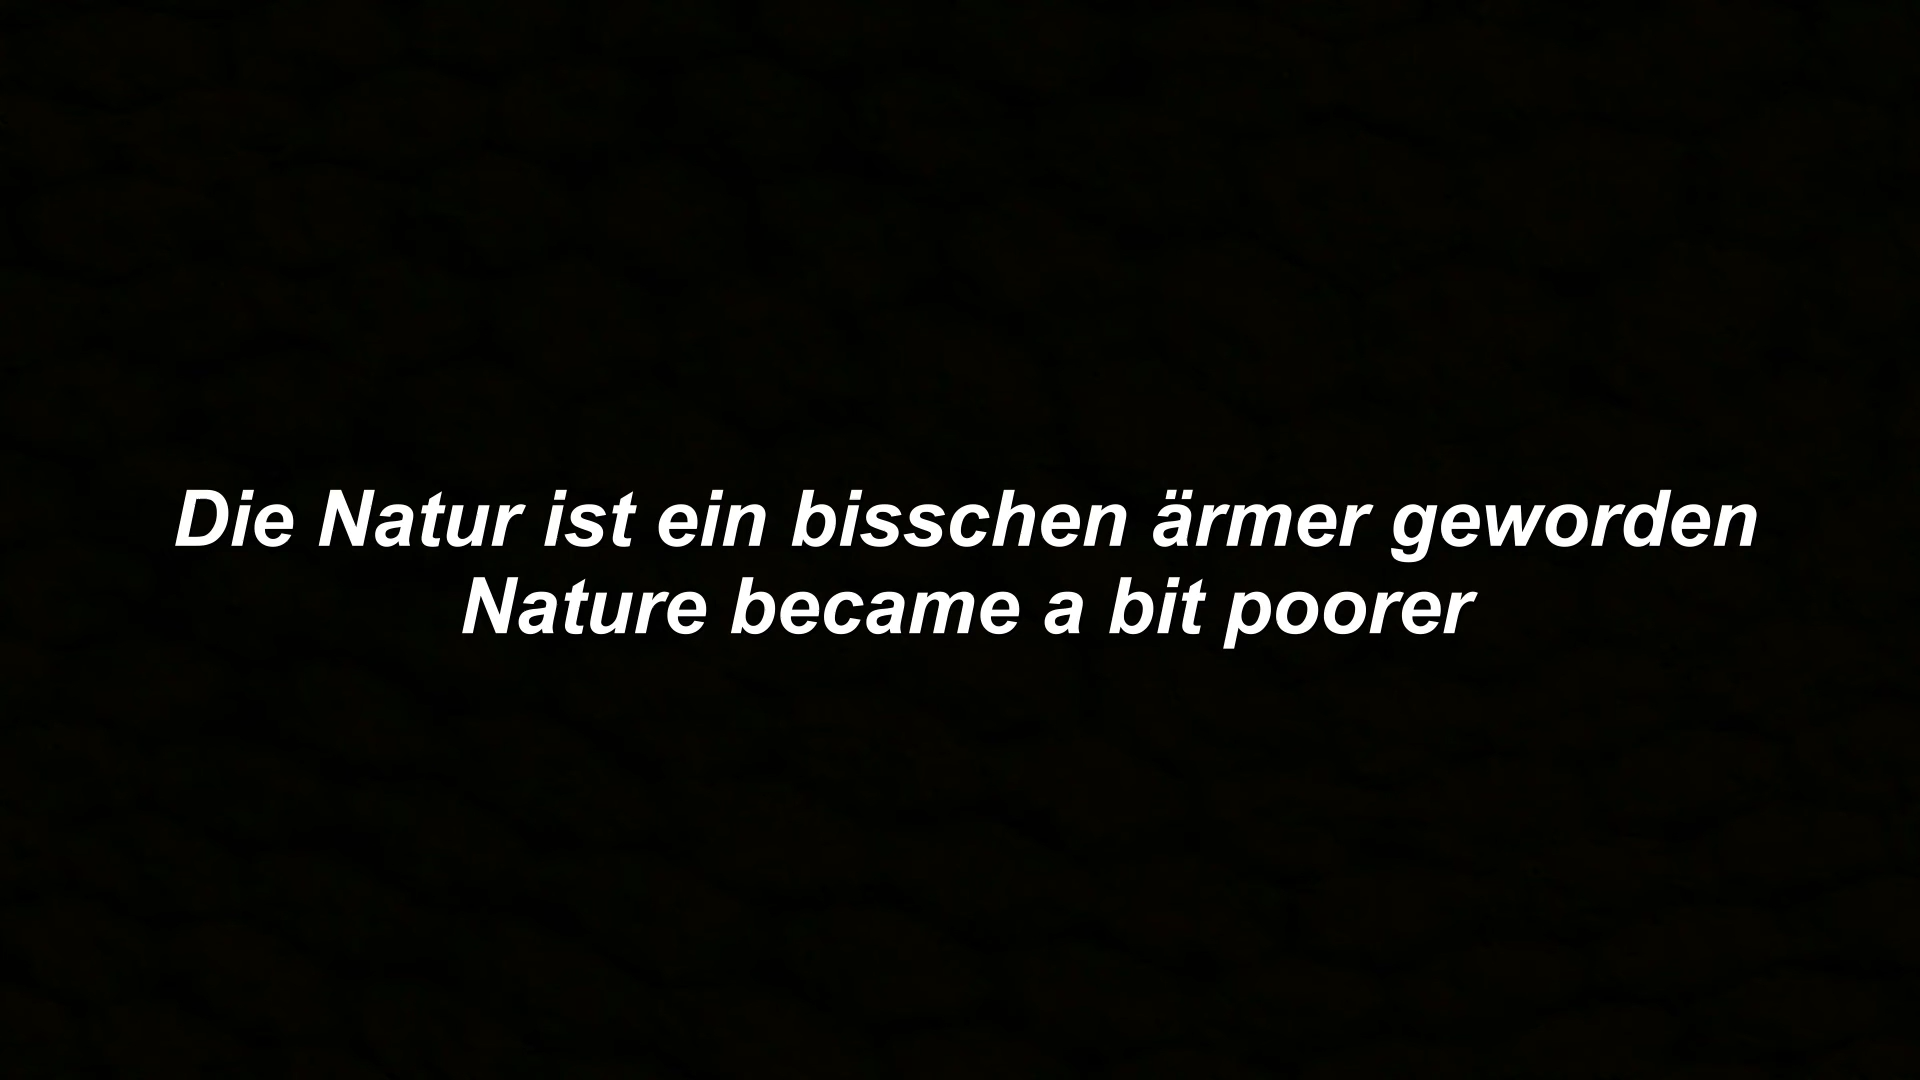 Die Natur ist ein bisschen ärmer geworden
Nature became a bit poorer